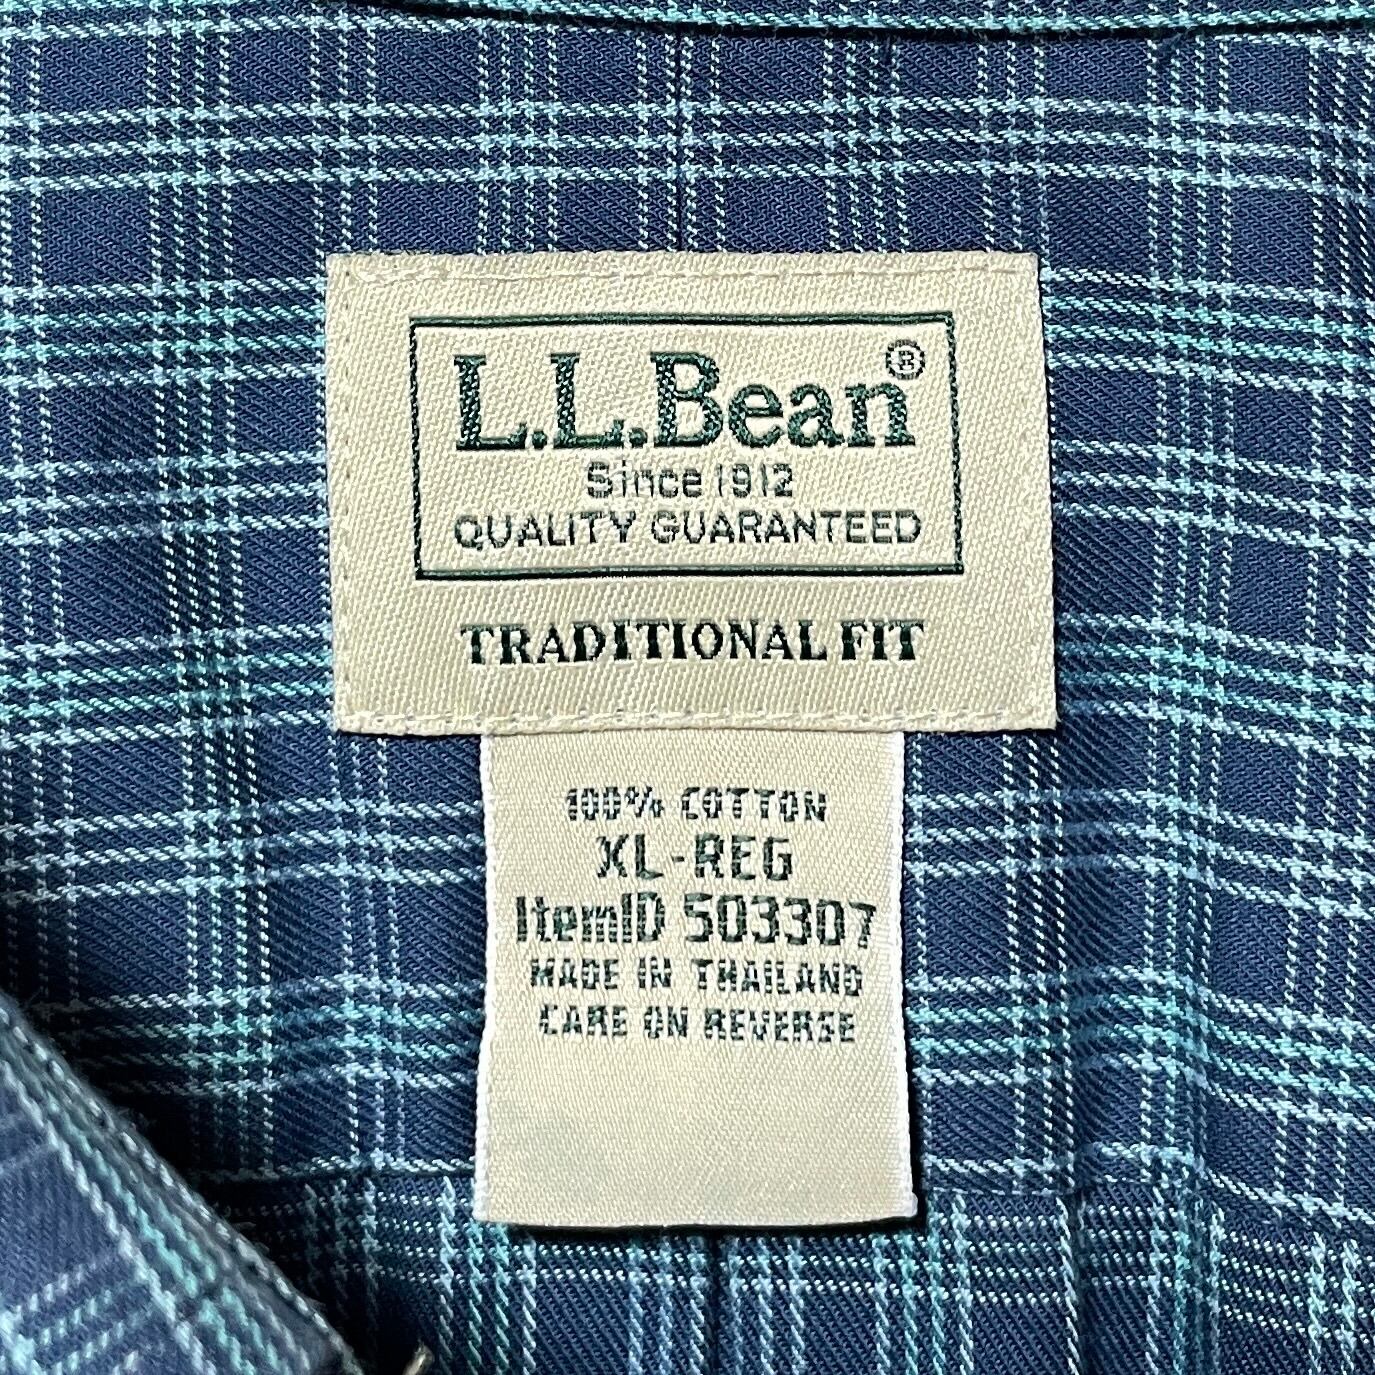 L.L.Bean®
Since 1912
QUALITY GUARANTEED
TRADITIONAL FIT
100% COTTON
XL-REG
ItemID 503307
MADE IN THAILAND
CARE ON REVERSE